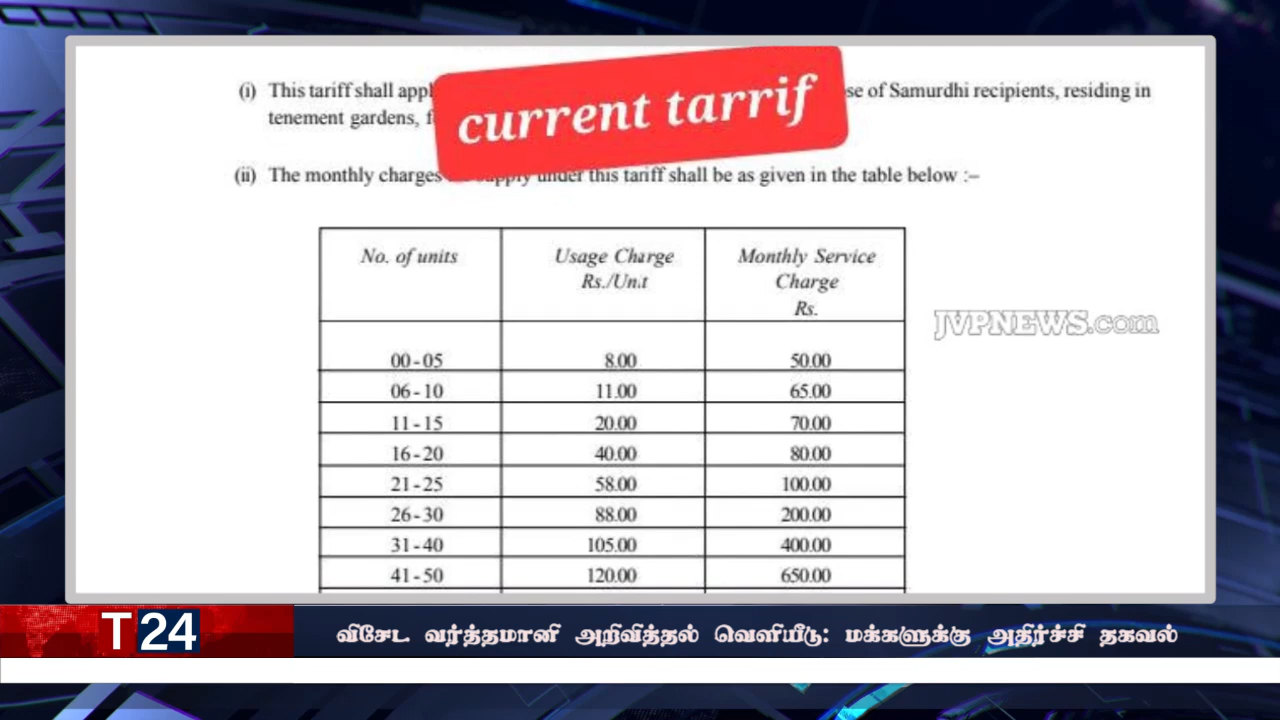 (i) This tariff shall appl
current tarrif
se of Samurdhi recipients, residing in
tenement gardens,
(ii) The monthly charges under this tariff shall be as given in the table below :–
No. of units Usage Charge Rs./Unit Monthly Service Charge Rs.
00-05 8.00 50.00
06-10 11.00 65.00
11-15 20.00 70.00
16-20 40.00 80.00
21-25 58.00 100.00
26-30 88.00 200.00
31-40 105.00 400.00
41-50 120.00 650.00
JVPNEWS.com
T24
விசேட வர்த்தமானி அறிவித்தல் வெளியீடு: மக்களுக்கு அதிர்ச்சி தகவல்